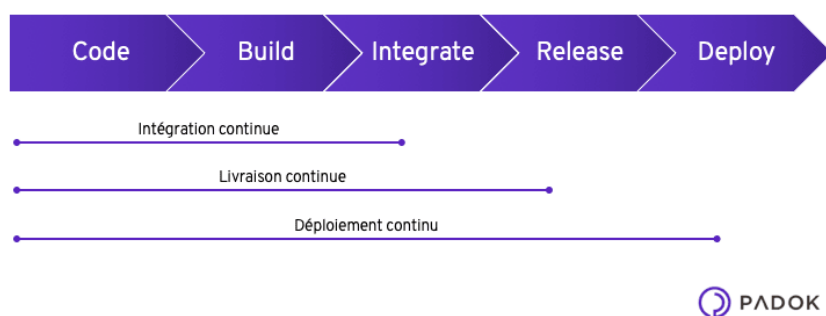 Code Build Integrate Release Deploy
Intégration continue
Livraison continue
Déploiement continu
PADOK